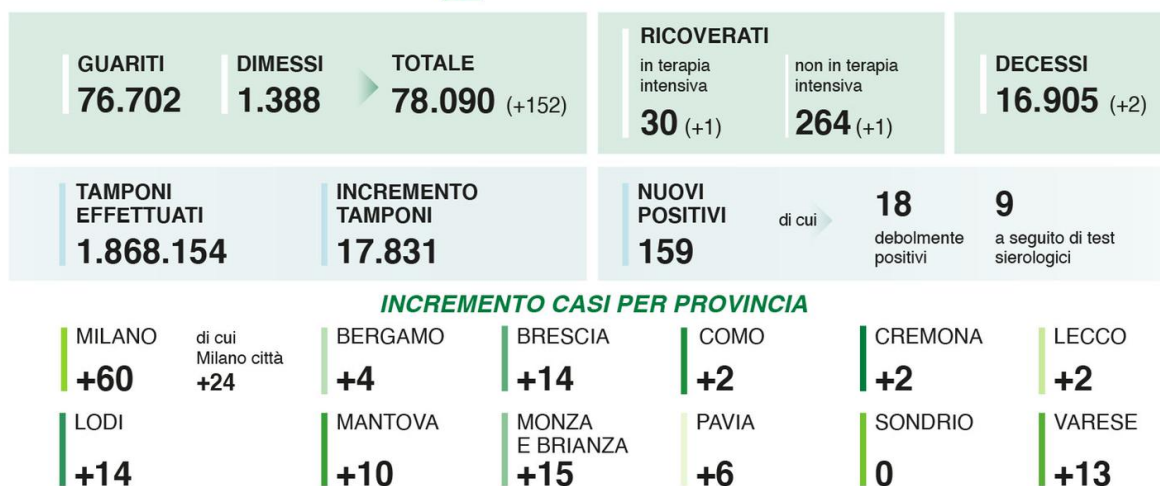 GUARITI
76.702
DIMESSI
1.388
TOTALE
78.090 (+152)
RICOVERATI
in terapia
intensiva
30 (+1)
non in terapia
intensiva
264 (+1)
DECESSI
16.905 (+2)
TAMPONI
EFFETTUATI
1.868.154
INCREMENTO
TAMPONI
17.831
NUOVI
POSITIVI
159
di cui
18
debolmente
positivi
9
a seguito di test
sierologici
INCREMENTO CASI PER PROVINCIA
MILANO
+60
di cui
Milano città
+24
BERGAMO
+4
BRESCIA
+14
COMO
+2
CREMONA
+2
LECCO
+2
LODI
+14
MANTOVA
+10
MONZA
E BRIANZA
+15
PAVIA
+6
SONDRIO
0
VARESE
+13